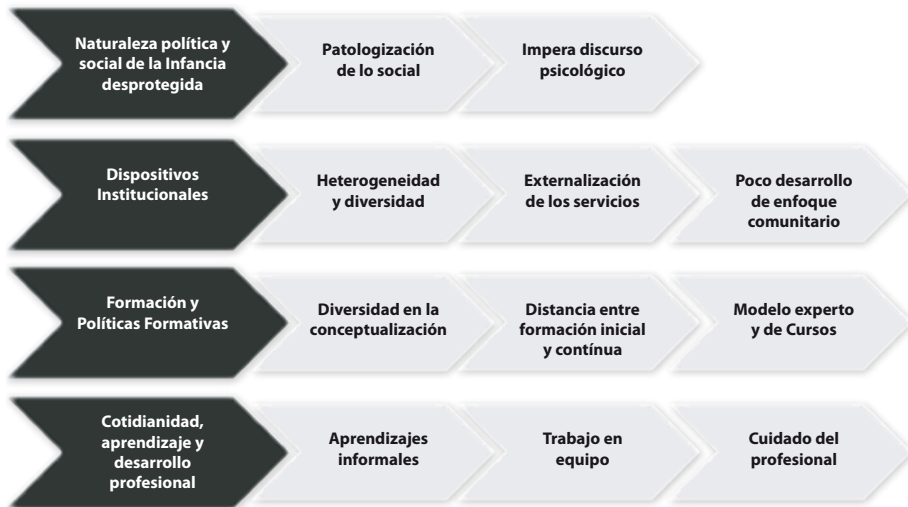 Naturaleza política y
social de la Infancia
desprotegida
Patologización
de lo social
Impera discurso
psicológico
Dispositivos
Institucionales
Heterogeneidad
y diversidad
Externalización
de los servicios
Poco desarrollo
de enfoque
comunitario
Formación y
Políticas Formativas
Diversidad en la
conceptualización
Distancia entre
formación inicial
y contínua
Modelo experto
y de Cursos
Cotidianidad,
aprendizaje y
desarrollo
profesional
Aprendizajes
informales
Trabajo en
equipo
Cuidado del
profesional